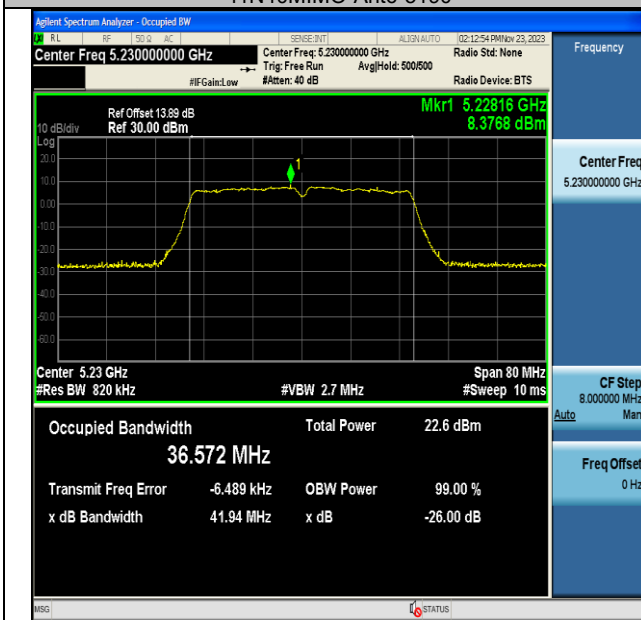 Agilent Spectrum Analyzer - Occupied BW
RL RF 50 Ω AC SENSE:INT ALIGN AUTO 02:12:54 PM Nov 23, 2023
Center Freq 5.230000000 GHz
Center Freq: 5.230000000 GHz
Radio Std: None
Trig: Free Run Avg|Hold: 500/500
#IFGain:Low #Atten: 40 dB Radio Device: BTS
Frequency
Ref Offset 13.89 dB
10 dB/div Ref 30.00 dBm
Mkr1 5.22816 GHz
8.3768 dBm
Log
20.0
10.0
0.00
-10.0
-20.0
-30.0
-40.0
-50.0
-60.0
1
Center 5.23 GHz Span 80 MHz
#Res BW 820 kHz #VBW 2.7 MHz #Sweep 10 ms
Occupied Bandwidth Total Power 22.6 dBm
36.572 MHz
Transmit Freq Error -6.489 kHz OBW Power 99.00 %
x dB Bandwidth 41.94 MHz x dB -26.00 dB
Center Freq
5.230000000 GHz
CF Step
8.000000 MHz
Auto Man
Freq Offset
0 Hz
MSG STATUS